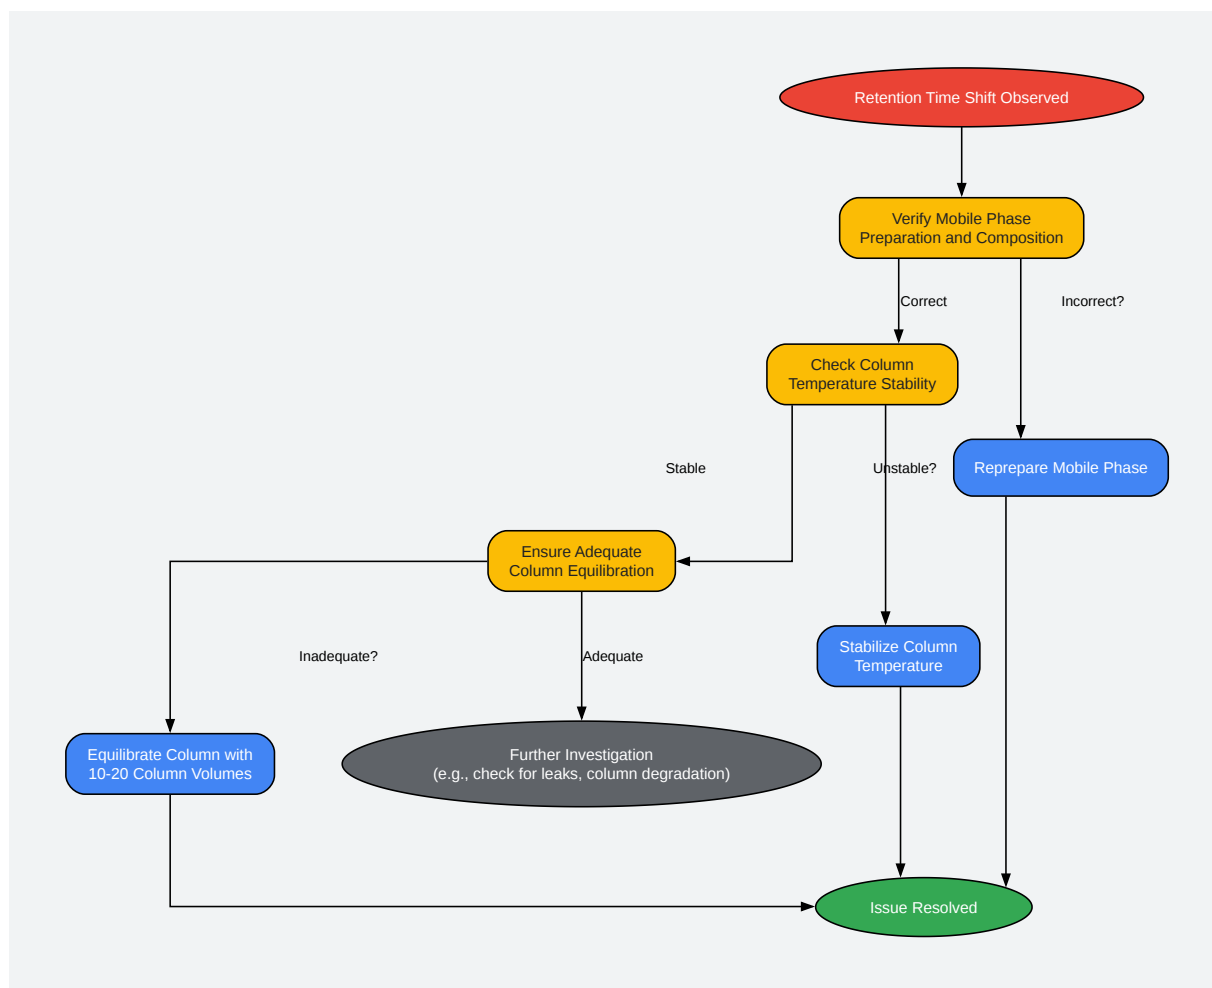 Retention Time Shift Observed
Verify Mobile Phase
Preparation and Composition
Correct
Incorrect?
Check Column
Temperature Stability
Stable
Unstable?
Reprepare Mobile Phase
Ensure Adequate
Column Equilibration
Inadequate?
Adequate
Stabilize Column
Temperature
Equilibrate Column with
10-20 Column Volumes
Further Investigation
(e.g., check for leaks, column degradation)
Issue Resolved